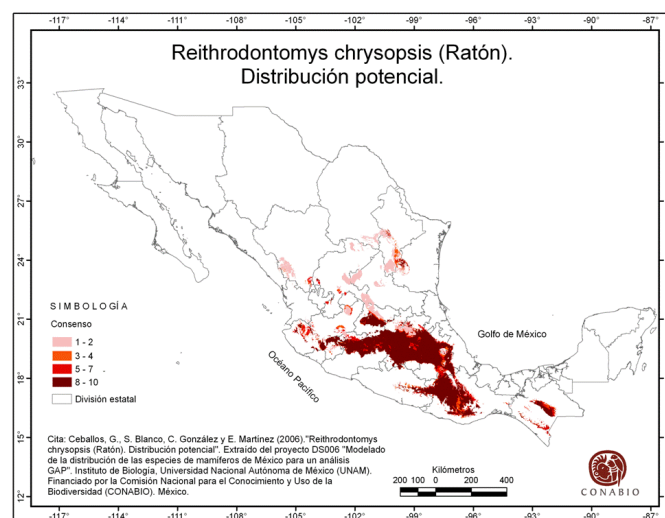 -117° -114° -111° -108° -105° -102° -99° -96° -93° -90° -87°
Reithrodontomys chrysopsis (Ratón).
Distribución potencial.
33°
30°
27°
24°
21°
18°
15°
12°
SIMBOLOGÍA
Consenso
1 - 2
3 - 4
5 - 7
8 - 10
División estatal
Golfo de México
Océano Pacífico
Cita: Ceballos, G., S. Blanco, C. González y E. Martínez (2006)."Reithrodontomys
chrysopsis (Ratón). Distribución potencial". Extraido del proyecto DS006 "Modelado
de la distribución de las especies de mamíferos de México para un análisis
GAP". Instituto de Biología, Universidad Nacional Autónoma de México (UNAM).
Financiado por la Comisión Nacional para el Conocimiento y Uso de la
Biodiversidad (CONABIO). México.
Kilómetros
200 100 0 200 400
CONABIO
-117° -114° -111° -108° -105° -102° -99° -96° -93° -90° -87°